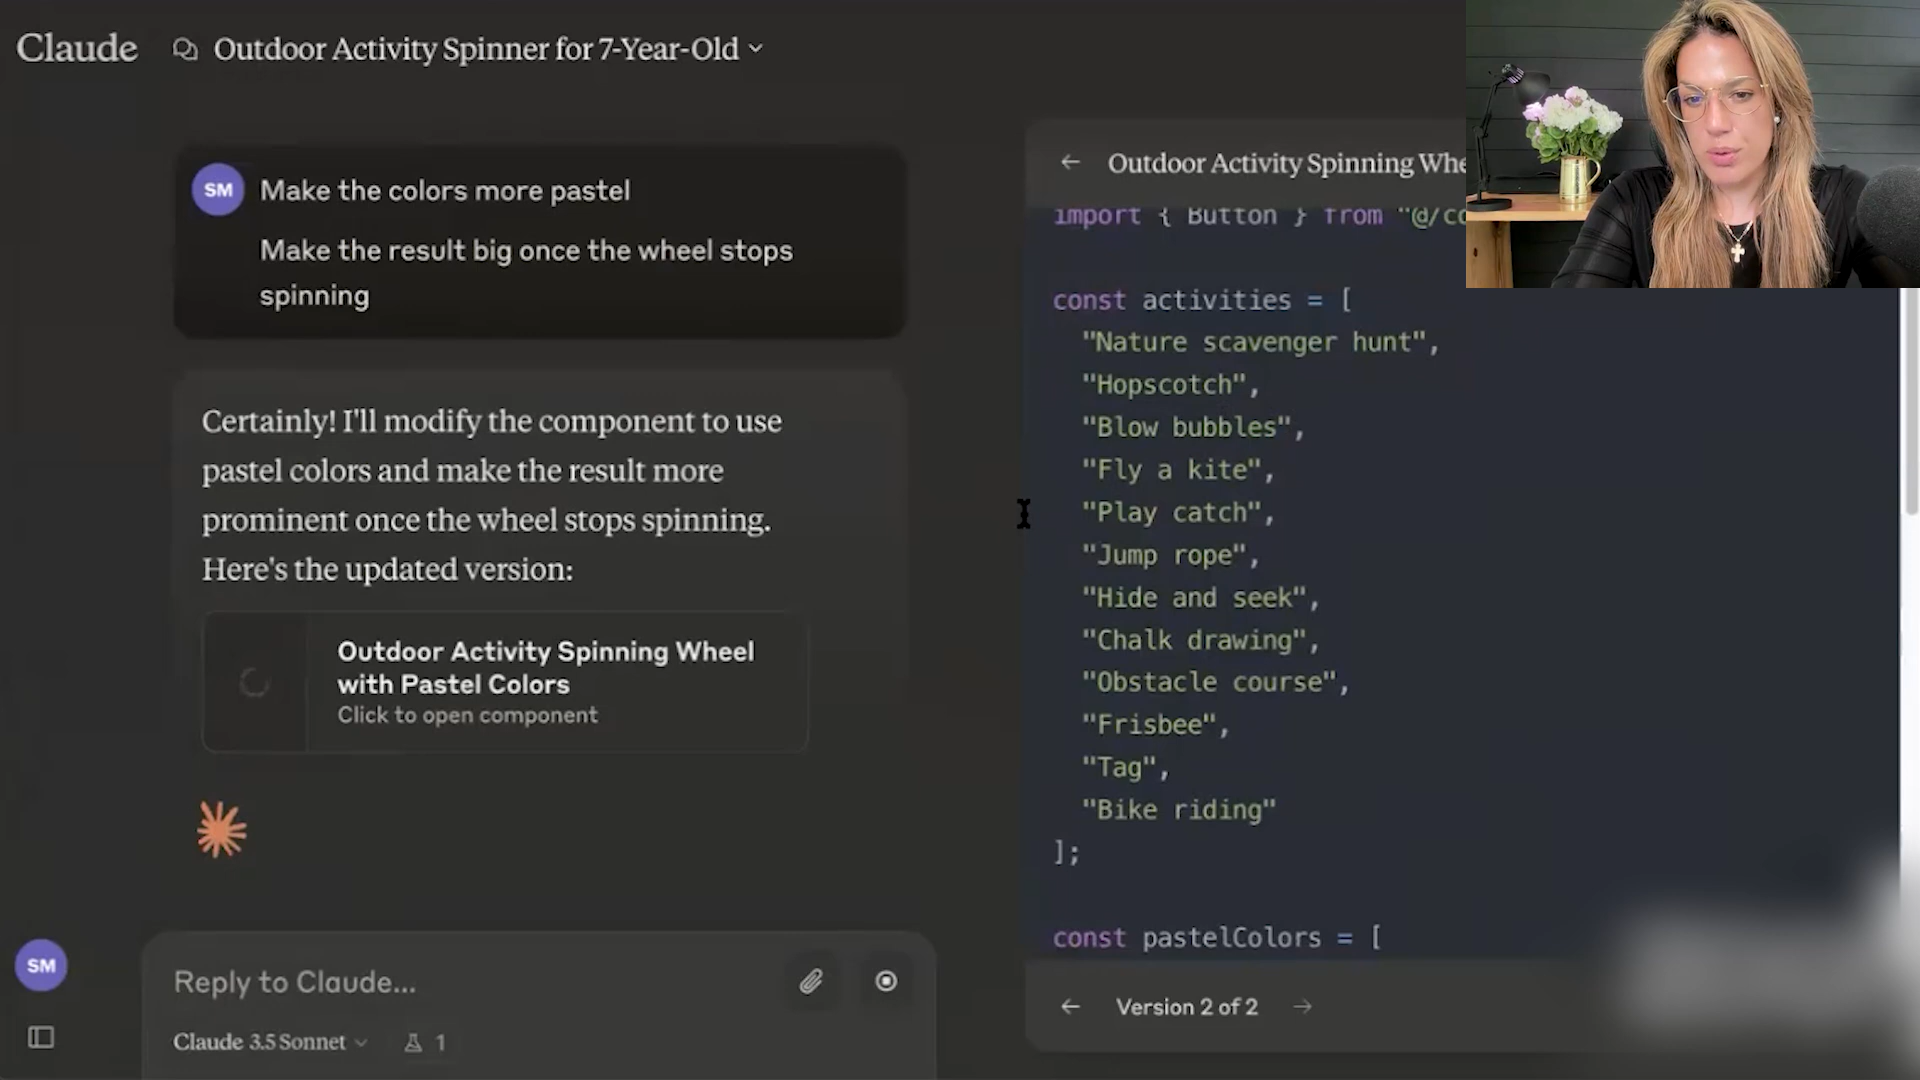 Claude
Outdoor Activity Spinner for 7-Year-Old
SM
Make the colors more pastel
Make the result big once the wheel stops
spinning
Certainly! I'll modify the component to use
pastel colors and make the result more
prominent once the wheel stops spinning.
Here's the updated version:
Outdoor Activity Spinning Wheel
with Pastel Colors
Click to open component
SM
Reply to Claude...
Claude 3.5 Sonnet
1
Outdoor Activity Spinning Whe
import { Button } from "@/co
const activities = [
"Nature scavenger hunt",
"Hopscotch",
"Blow bubbles",
"Fly a kite",
"Play catch",
"Jump rope",
"Hide and seek",
"Chalk drawing",
"Obstacle course",
"Frisbee",
"Tag",
"Bike riding"
];
const pastelColors = [
Version 2 of 2